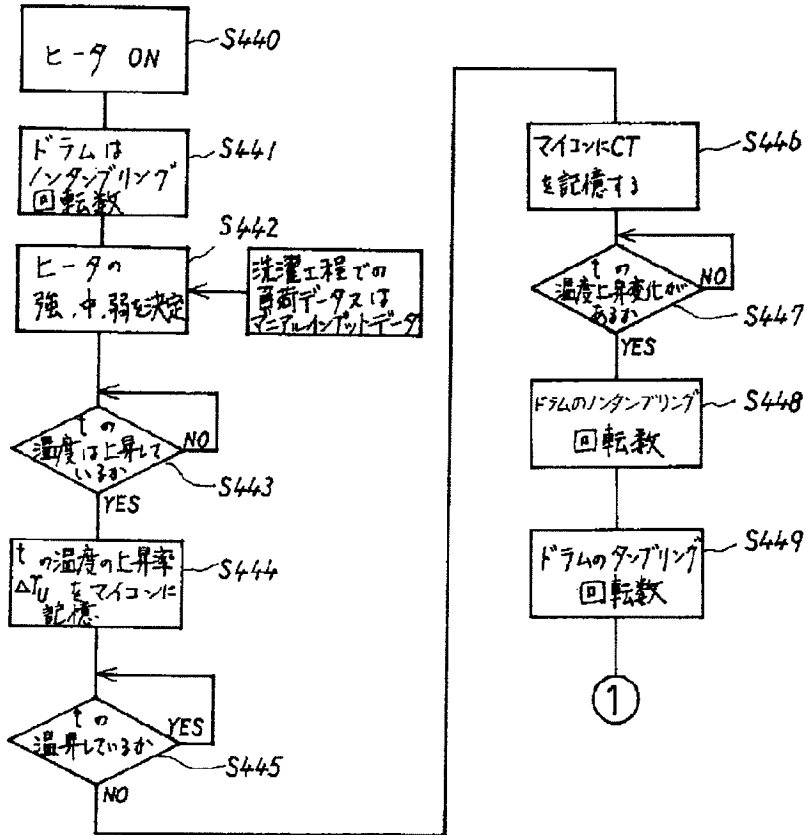 ヒータ ON
S440
ドラムは
ノンタンブリング
回転数
S441
ヒータの
強、中、弱を決定
S442
洗濯工程での
負荷データ又は
マニアルインプットデータ
tの
温度は上昇して
いるか
NO
YES
S443
tの温度の上昇率
ΔTu をマイコンに
記憶
S444
tの
温昇しているか
YES
NO
S445
マイコンにCT
を記憶する
S446
tの
温度上昇変化が
あるか
NO
YES
S447
ドラムのノンタンブリング
回転数
S448
ドラムのタンブリング
回転数
S449
1